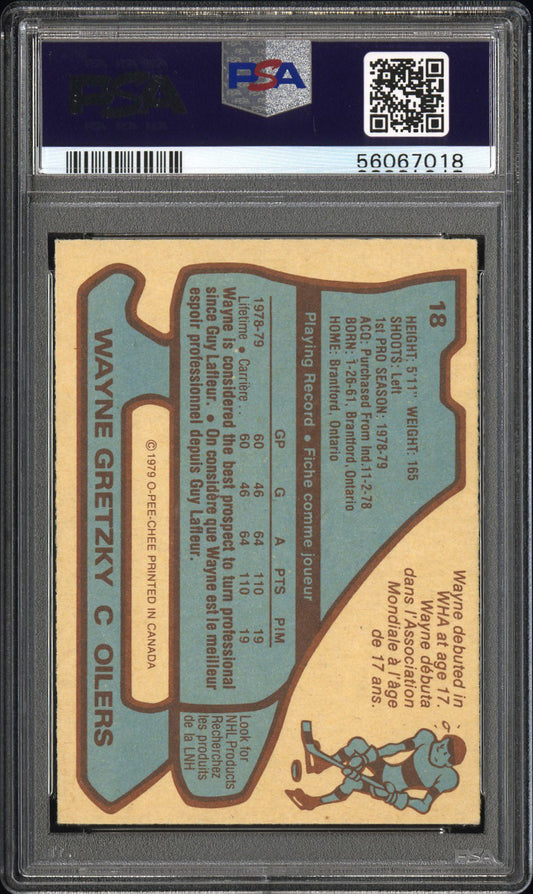 PSA
PSA
56067018
18
HEIGHT: 5'11" WEIGHT: 165
SHOOTS: Left
1st PRO SEASON: 1978-79
ACQ: Purchased From Ind.11-2-78
BORN: 1-26-61, Brantford, Ontario
HOME: Brantford, Ontario
Wayne debuted in
WHA at age 17.
Wayne débuta
dans l'Association
Mondiale à l'âge
de 17 ans.
Playing Record • Fiche comme joueur
GP G A PTS P!M
1978-79 60 46 64 110 19
Lifetime • Carrière... 60 46 64 110 19
Wayne is considered the best prospect to turn professional
since Guy Lafleur. • On considère que Wayne est le meilleur
espoir professionnel depuis Guy Lafleur.
Look for
NHL Products
Recherchez
les produits
de la LNH
© 1979 O-PEE-CHEE PRINTED IN CANADA
WAYNE GRETZKY C OILERS
PSA